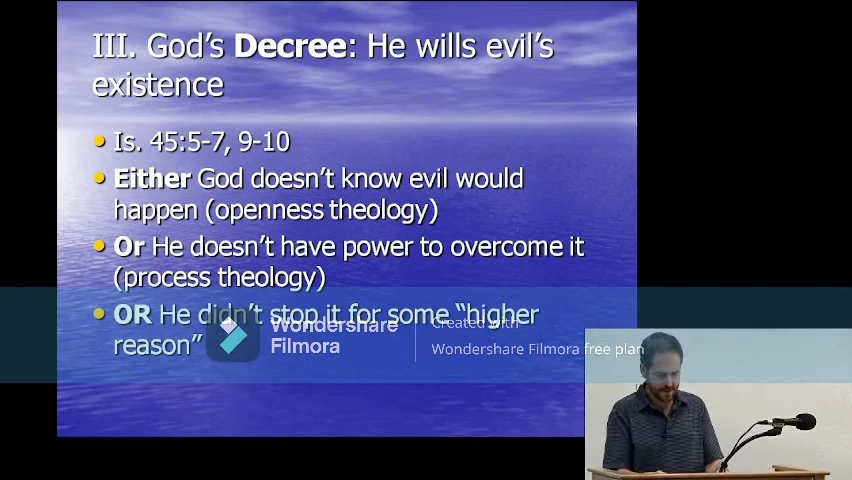 III. God's Decree: He wills evil's
existence
• Is. 45:5-7, 9-10
• Either God doesn't know evil would
happen (openness theology)
• Or He doesn't have power to overcome it
(process theology)
• OR He didn't stop it for some “higher
reason”
Wondershare
Filmora
Created with
Wondershare Filmora free plan